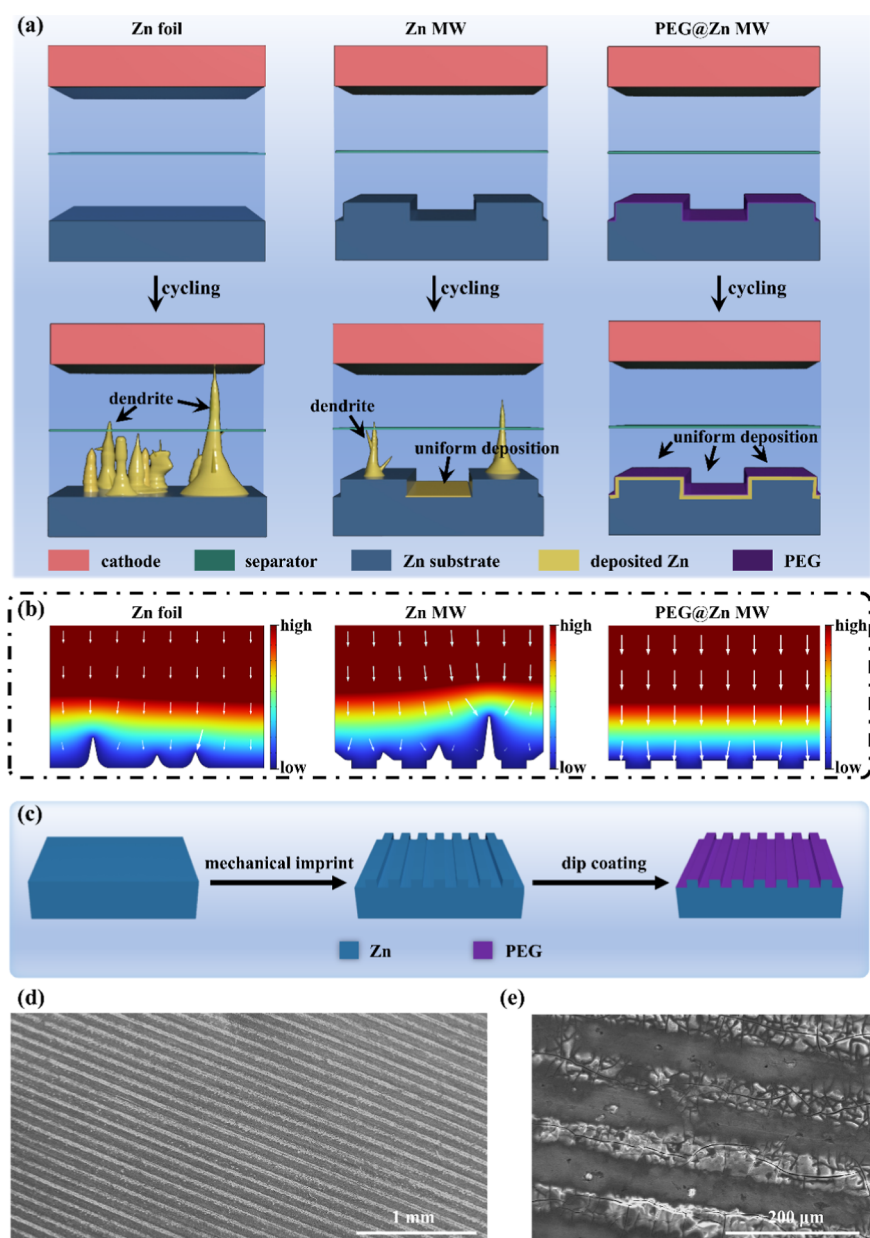 (a)
Zn foil
Zn MW
PEG@Zn MW
cycling
cycling
cycling
dendrite
dendrite
uniform deposition
uniform deposition
cathode
separator
Zn substrate
deposited Zn
PEG
(b)
Zn foil
Zn MW
PEG@Zn MW
high
low
high
low
high
low
(c)
mechanical imprint
dip coating
Zn
PEG
(d)
(e)
1 mm
200 μm